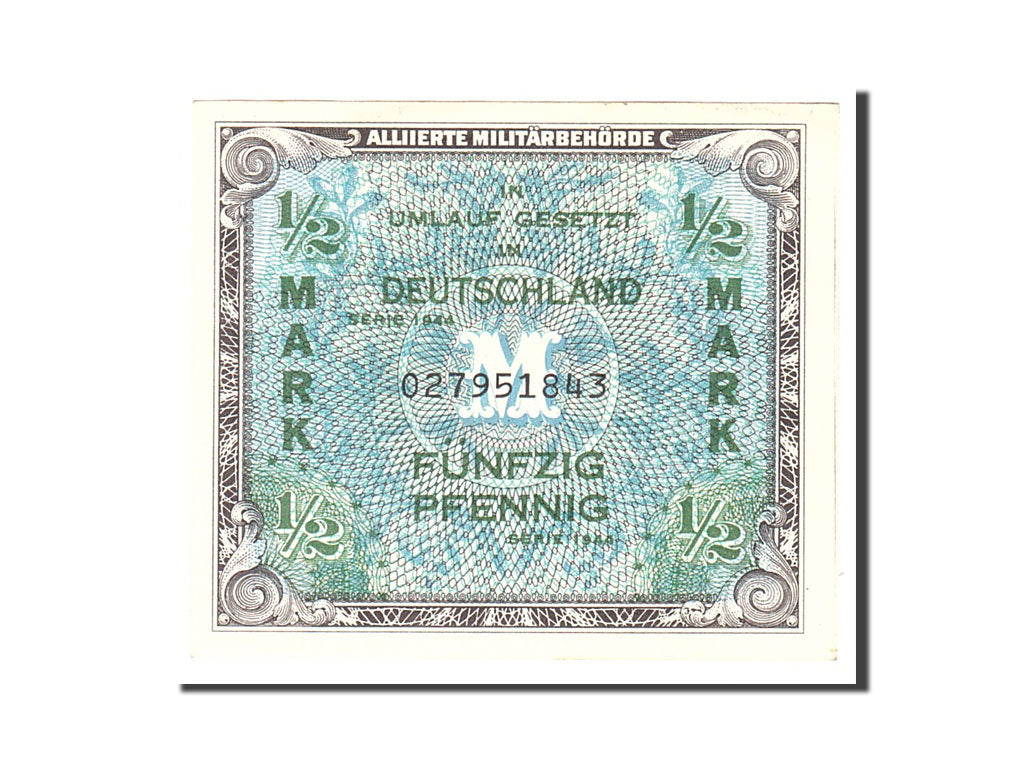 ALLIIERTE MILITÄRBEHÖRDE
1/2 1/2
IN
UMLAUF GESETZT
IN
DEUTSCHLAND
SERIE 1944
MARK MARK
M
027951843
FÜNFZIG
PFENNIG
SERIE 1944
1/2 1/2